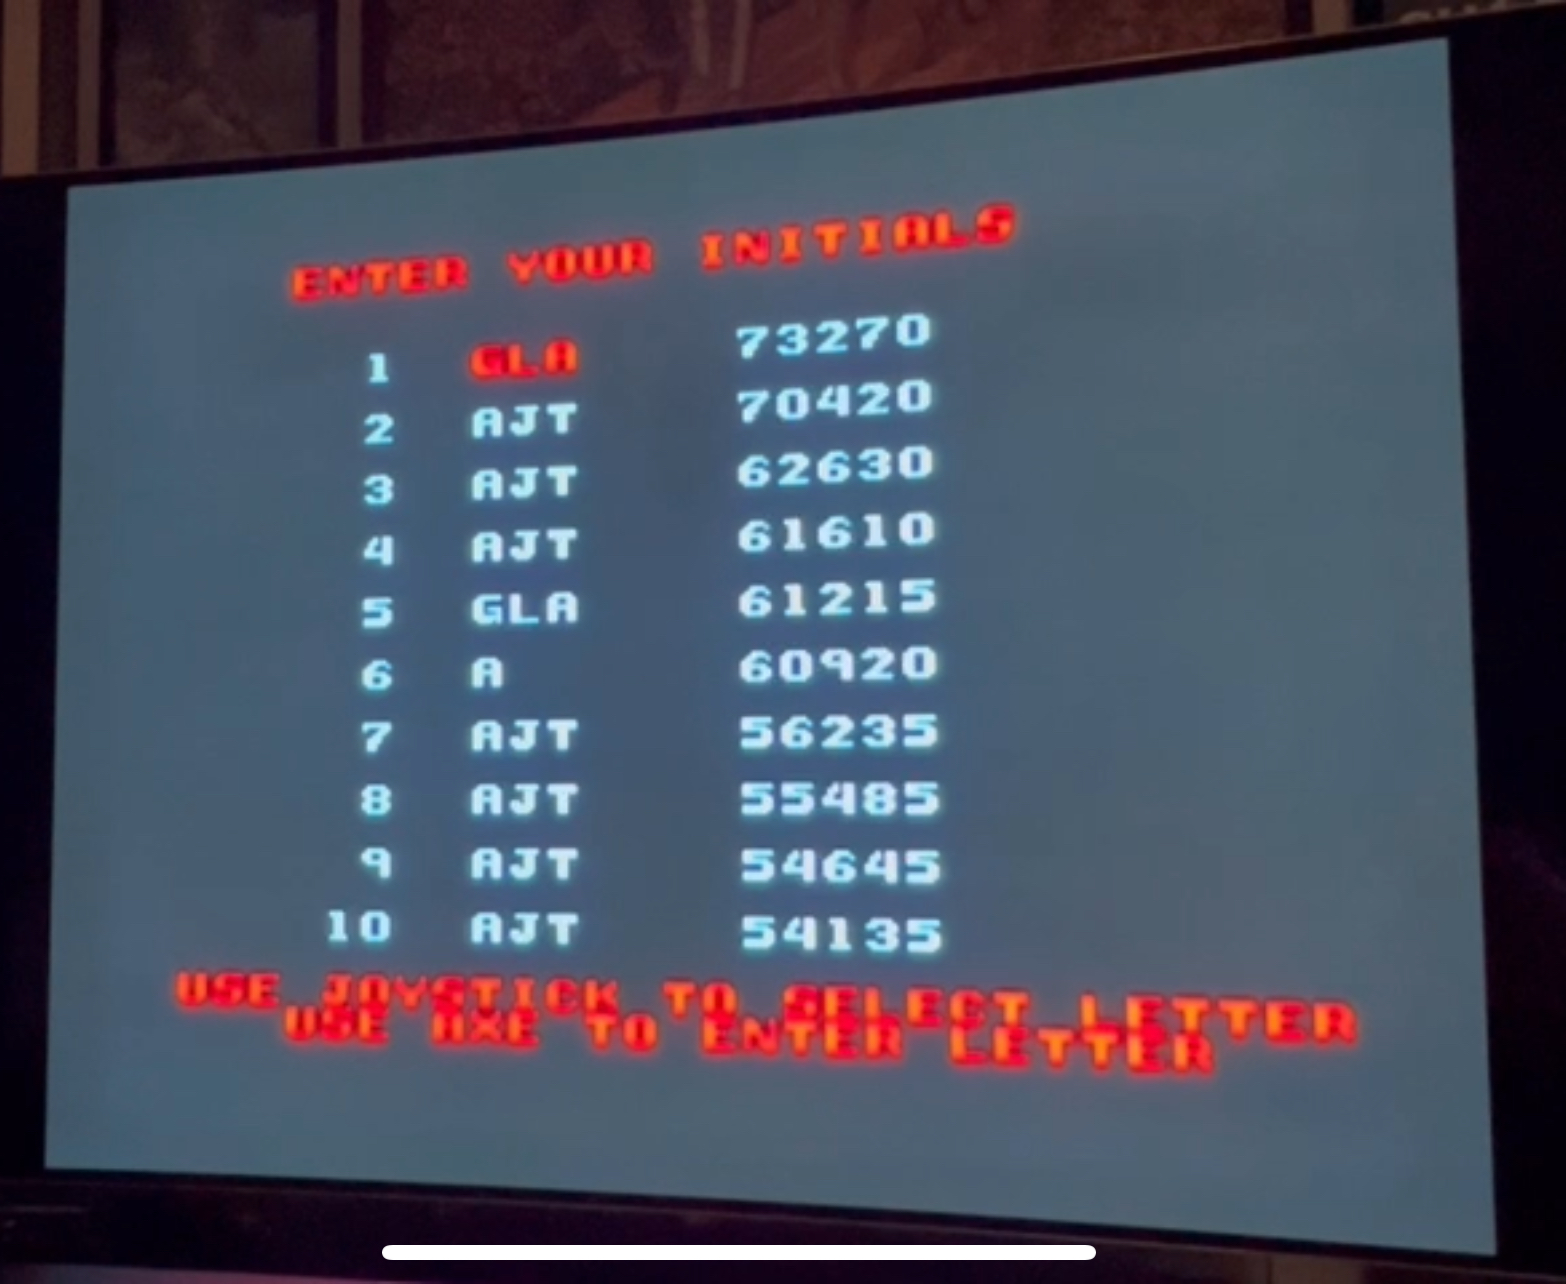 ENTER YOUR INITIALS
1 GLA 73270
2 AJT 70420
3 AJT 62630
4 AJT 61610
5 GLA 61215
6 A 60920
7 AJT 56235
8 AJT 55485
9 AJT 54645
10 AJT 54135
USE JOYSTICK TO SELECT LETTER
USE AXE TO ENTER LETTER